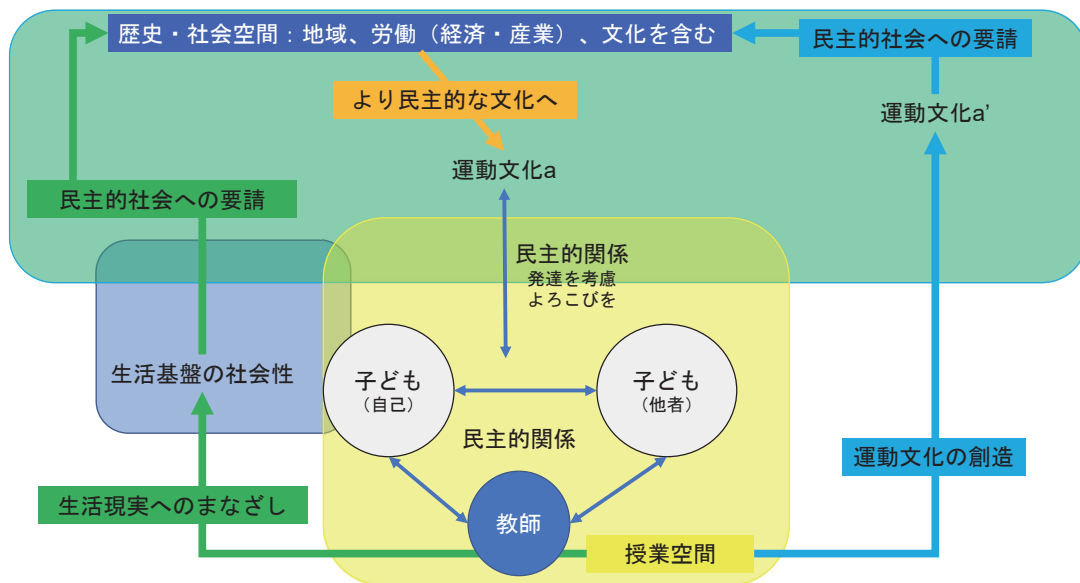 歴史・社会空間：地域、労働（経済・産業）、文化を含む
民主的社会への要請
より民主的な文化へ
運動文化a’
運動文化a
民主的社会への要請
民主的関係
発達を考慮
よろこびを
生活基盤の社会性
子ども
（自己）
子ども
（他者）
民主的関係
運動文化の創造
生活現実へのまなざし
教師
授業空間